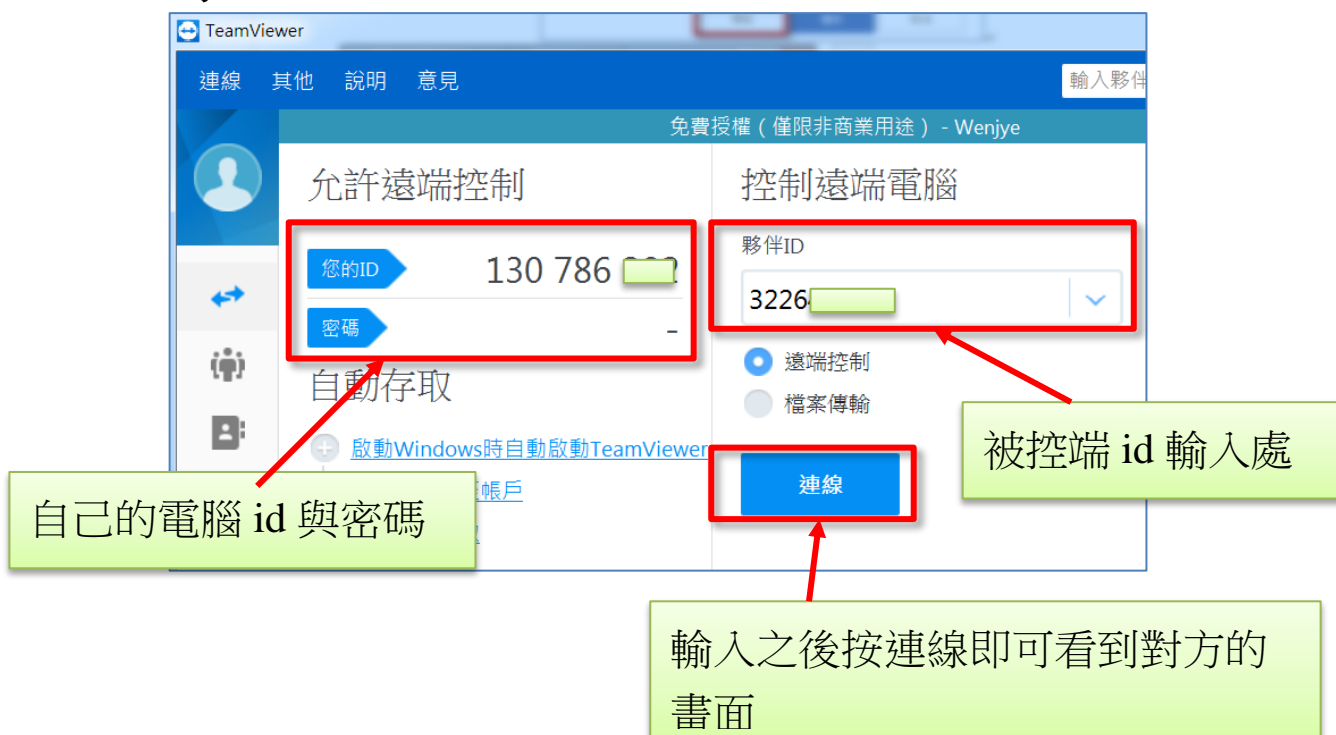 TeamViewer
連線 其他 說明 意見
輸入夥伴
免費授權（僅限非商業用途） - Wenjye
允許遠端控制
您的ID 130 786
密碼 -
自動存取
啟動Windows時自動啟動TeamViewer
帳戶
控制遠端電腦
夥伴ID
3226
遠端控制
檔案傳輸
連線
被控端 id 輸入處
自己的電腦 id 與密碼
輸入之後按連線即可看到對方的
畫面